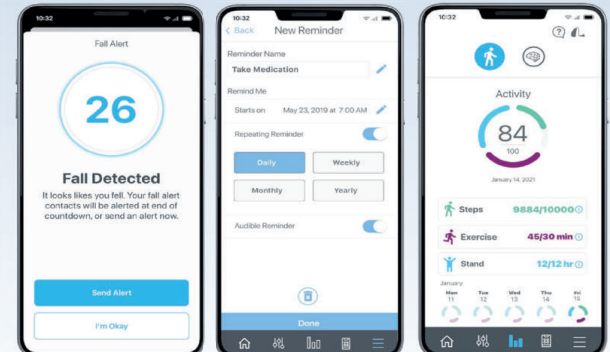 10:32
Fall Alert
26
Fall Detected
It looks likes you fell. Your fall alert
contacts will be alerted at end of
countdown, or send an alert now.
Send Alert
I'm Okay
10:32
< Back
New Reminder
Reminder Name
Take Medication
Remind Me
Starts on May 23, 2019 at 7:00 AM
Repeating Reminder
Daily
Weekly
Monthly
Yearly
Audible Reminder
Done
10:32
Activity
84
100
January 14, 2021
Steps 9884/10000
Exercise 45/30 min
Stand 12/12 hr
January
Mon Tue Wed Thu Fri
11 12 13 14 15